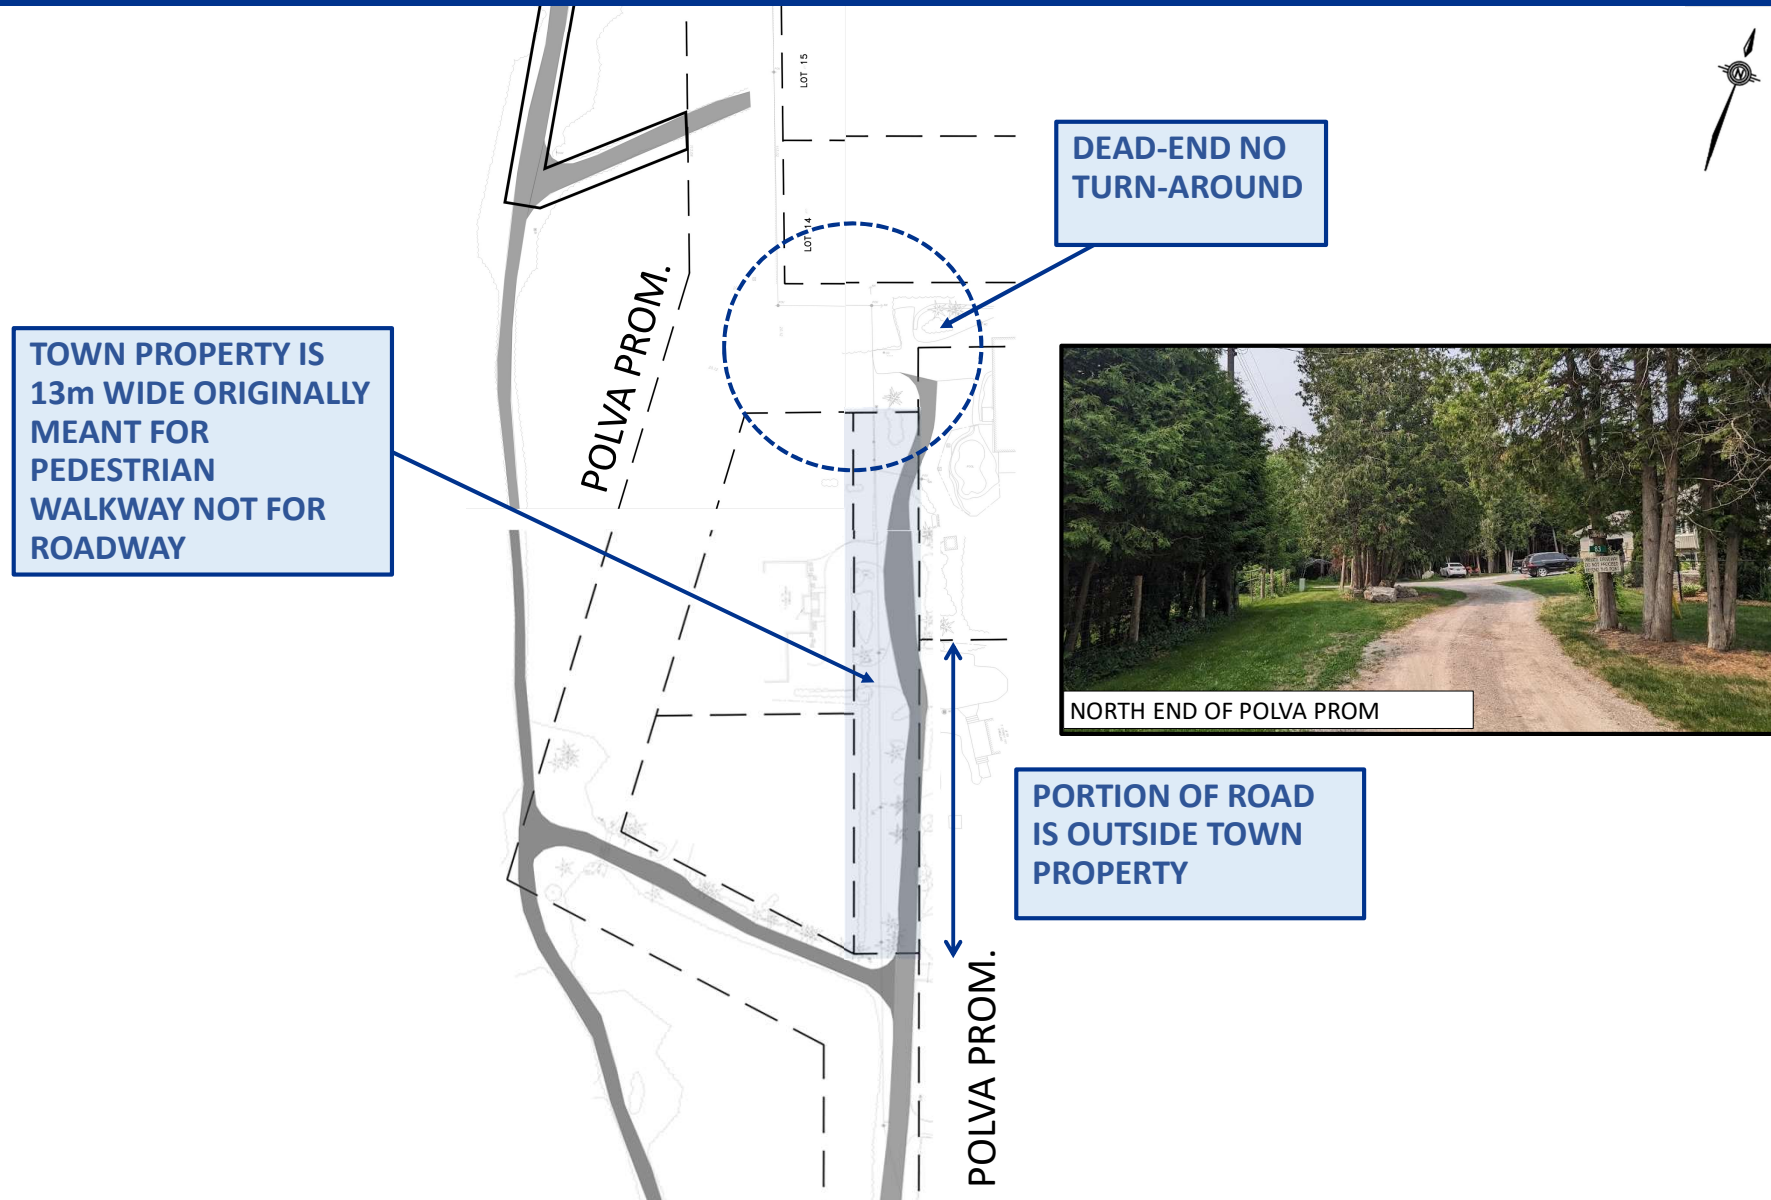 N
LOT 15
LOT 14
DEAD-END NO
TURN-AROUND
POLVA PROM.
TOWN PROPERTY IS
13m WIDE ORIGINALLY
MEANT FOR
PEDESTRIAN
WALKWAY NOT FOR
ROADWAY
63
NORTH END OF POLVA PROM
PORTION OF ROAD
IS OUTSIDE TOWN
PROPERTY
POLVA PROM.